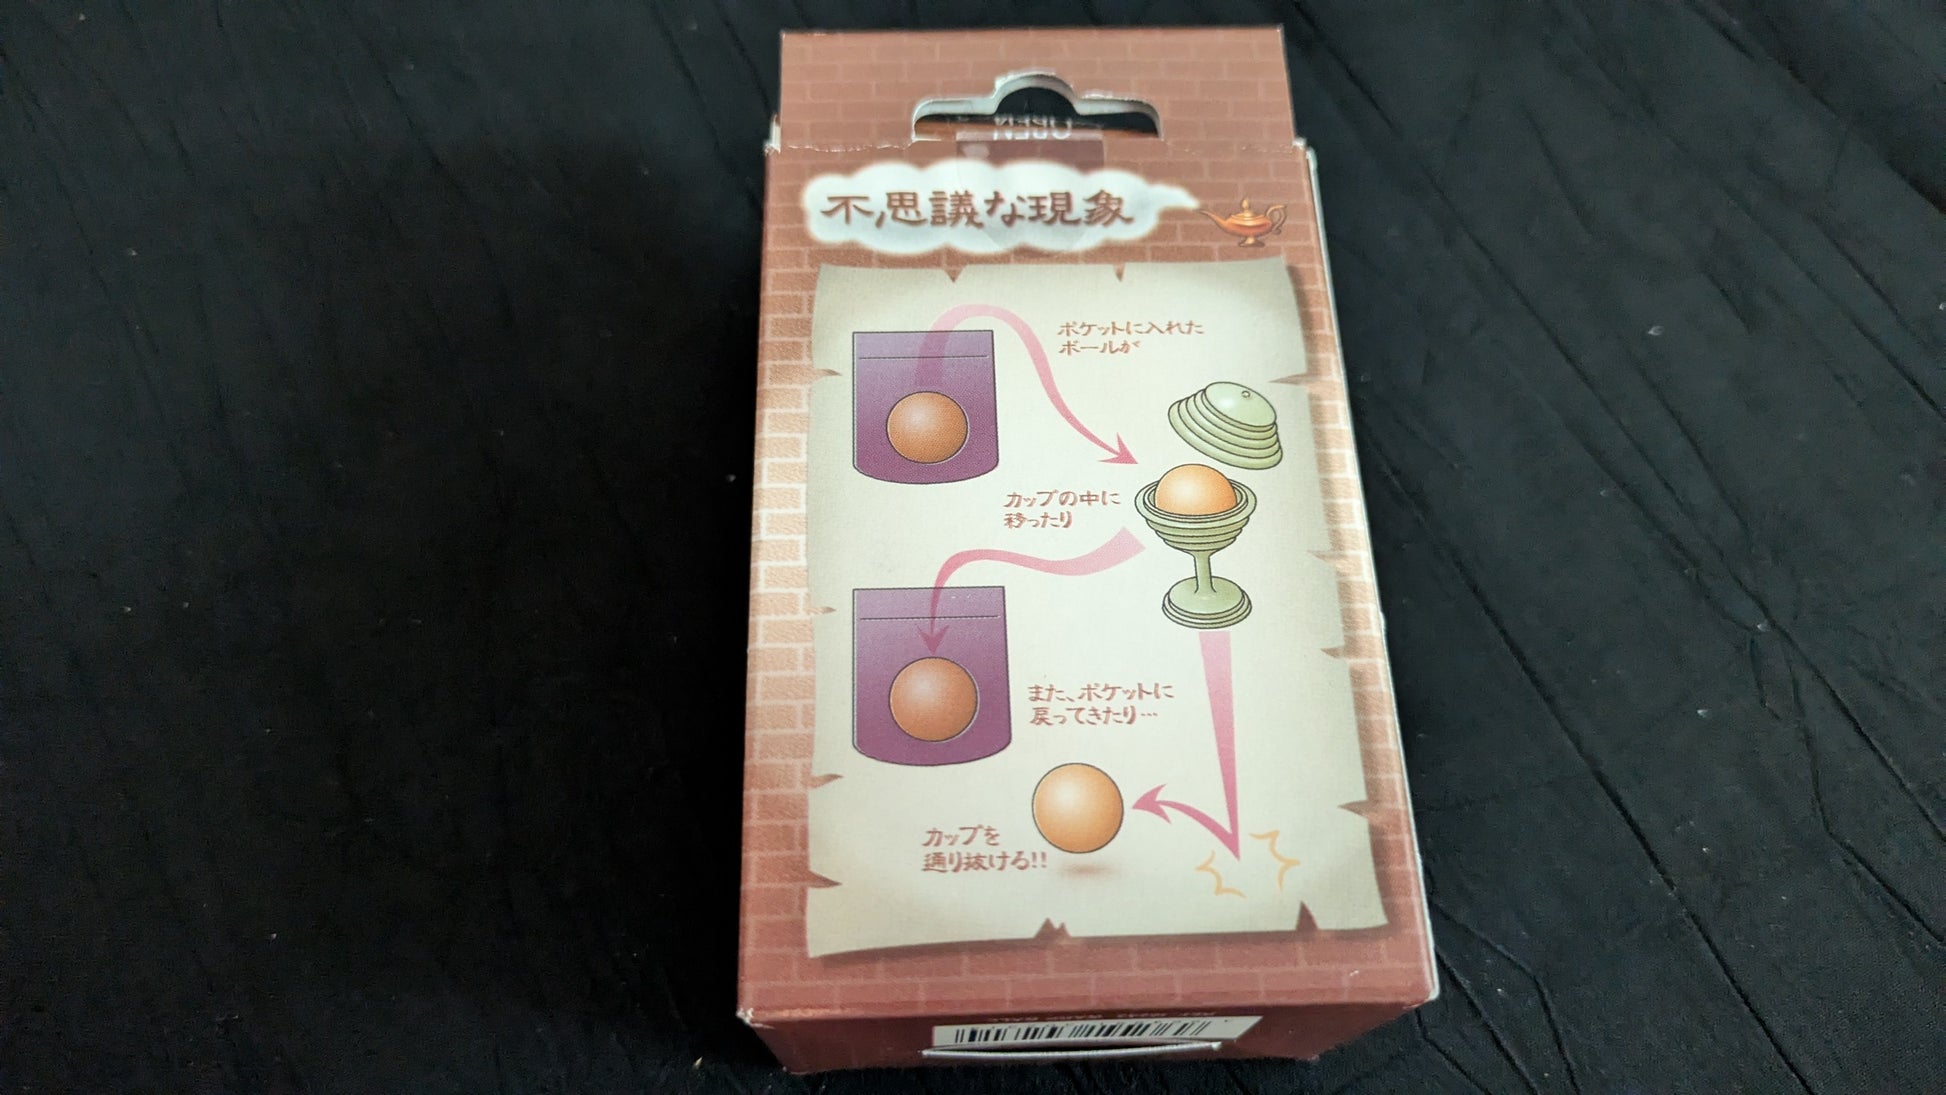 OPEN
不思議な現象
ポケットに入れた
ボールが
カップの中に
移ったり
また、ポケットに
戻ってきたり…
カップを
通り抜ける!!